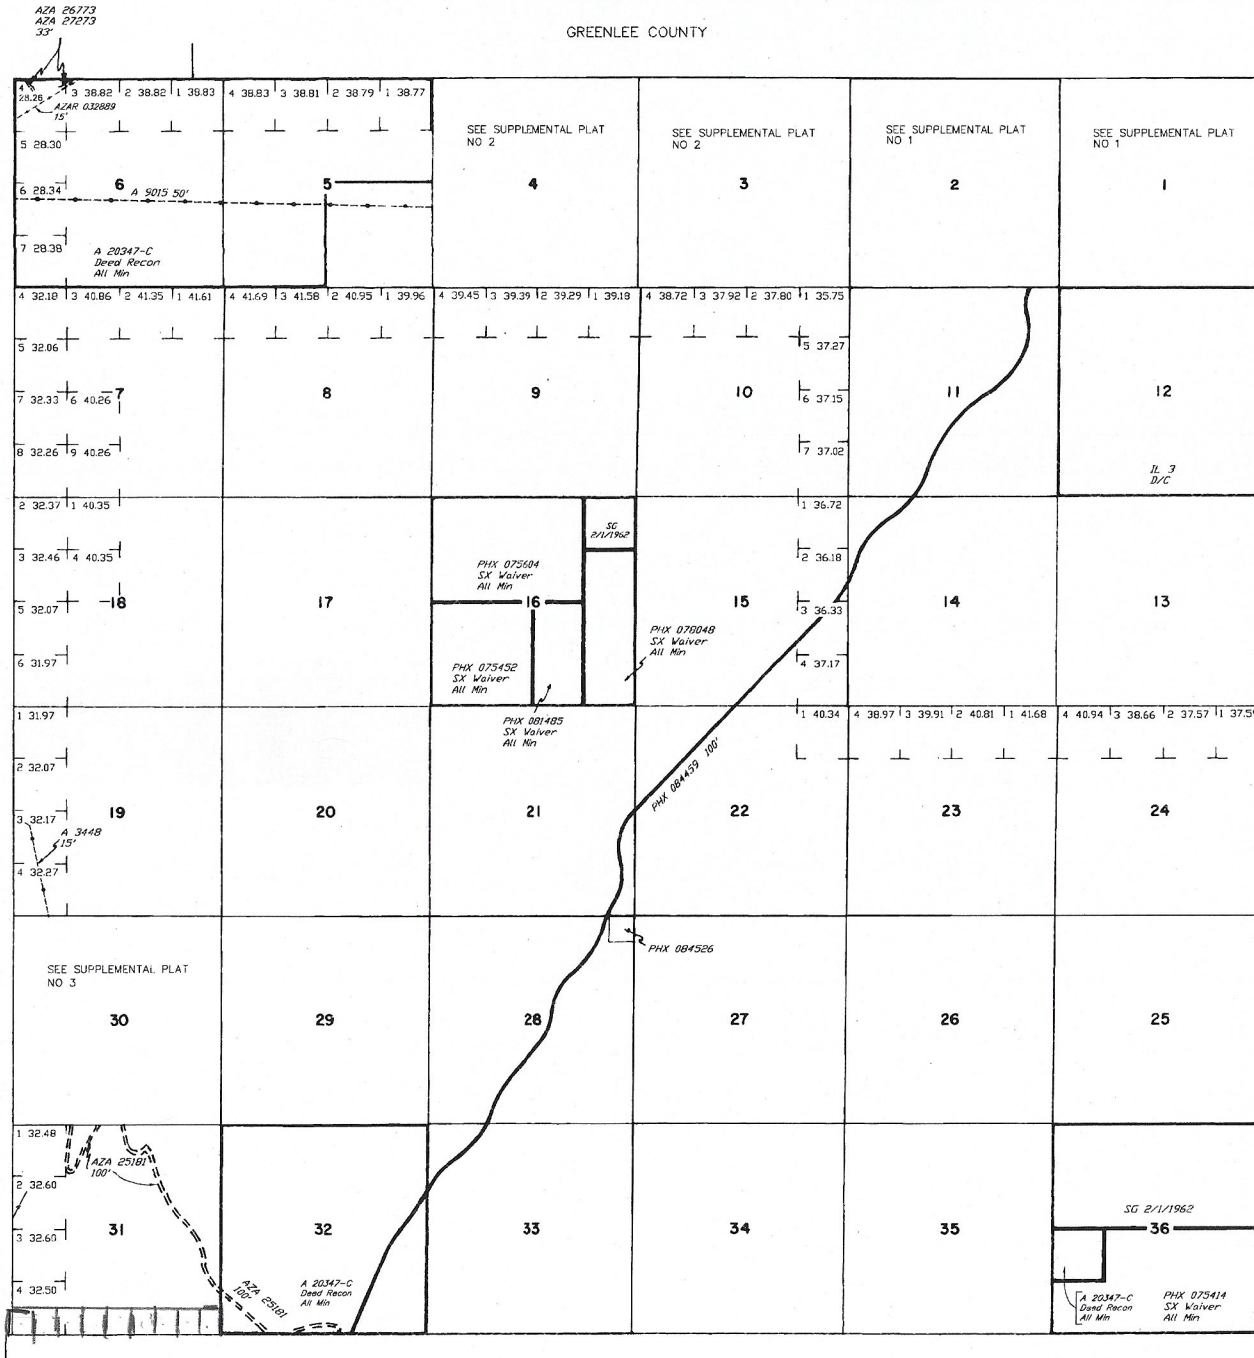 AZA 26773
AZA 27273
33'
GREENLEE COUNTY
4 3 38.82 2 38.82 1 38.83 4 38.83 3 38.81 2 38.79 1 38.77
28.26
AZAR 032889
15'
5 28.30
6 28.34
6
A 9015 50'
5
7 28.38
A 20347-C
Deed Recon
All Min
SEE SUPPLEMENTAL PLAT
NO 2
4
SEE SUPPLEMENTAL PLAT
NO 2
3
SEE SUPPLEMENTAL PLAT
NO 1
2
SEE SUPPLEMENTAL PLAT
NO 1
1
4 32.18 3 40.86 2 41.35 1 41.61 4 41.69 3 41.58 2 40.95 1 39.96 4 39.45 3 39.39 2 39.29 1 39.18 4 38.72 3 37.92 2 37.80 1 35.75
5 32.06
5 37.27
7 32.33 6 40.26 7
8
9
10
6 37.15
11
12
8 32.26 9 40.26
7 37.02
IL 3
D/C
2 32.37 1 40.35
1 36.72
SG
2/1/1962
3 32.46 4 40.35
2 36.18
PHX 075604
SX Waiver
All Min
5 32.07
18
17
16
15
3 36.33
14
13
PHX 078048
SX Waiver
All Min
6 31.97
4 37.17
PHX 075452
SX Waiver
All Min
PHX 081485
SX Waiver
All Min
1 31.97
1 40.34 4 38.97 3 39.91 2 40.81 1 41.68 4 40.94 3 38.66 2 37.57 1 37.59
2 32.07
PHX 084459 100'
3 32.17
19
20
21
22
23
24
A 3448
15'
4 32.27
PHX 084526
SEE SUPPLEMENTAL PLAT
NO 3
30
29
28
27
26
25
1 32.48
AZA 25181
100'
2 32.60
3 32.60
31
32
33
34
35
SG 2/1/1962
36
4 32.50
AZA 25181
100'
A 20347-C
Deed Recon
All Min
A 20347-C
Deed Recon
All Min
PHX 075414
SX Waiver
All Min